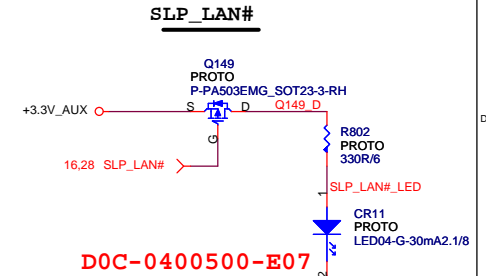 SLP_LAN#
Q149
PROTO
P-PA503EMG_SOT23-3-RH
+3.3V_AUX
S
D
Q149_D
G
R802
PROTO
330R/6
D
16,28 SLP_LAN#
1
SLP_LAN#_LED
CR11
PROTO
LED04-G-30mA2.1/8
D0C-0400500-E07
2